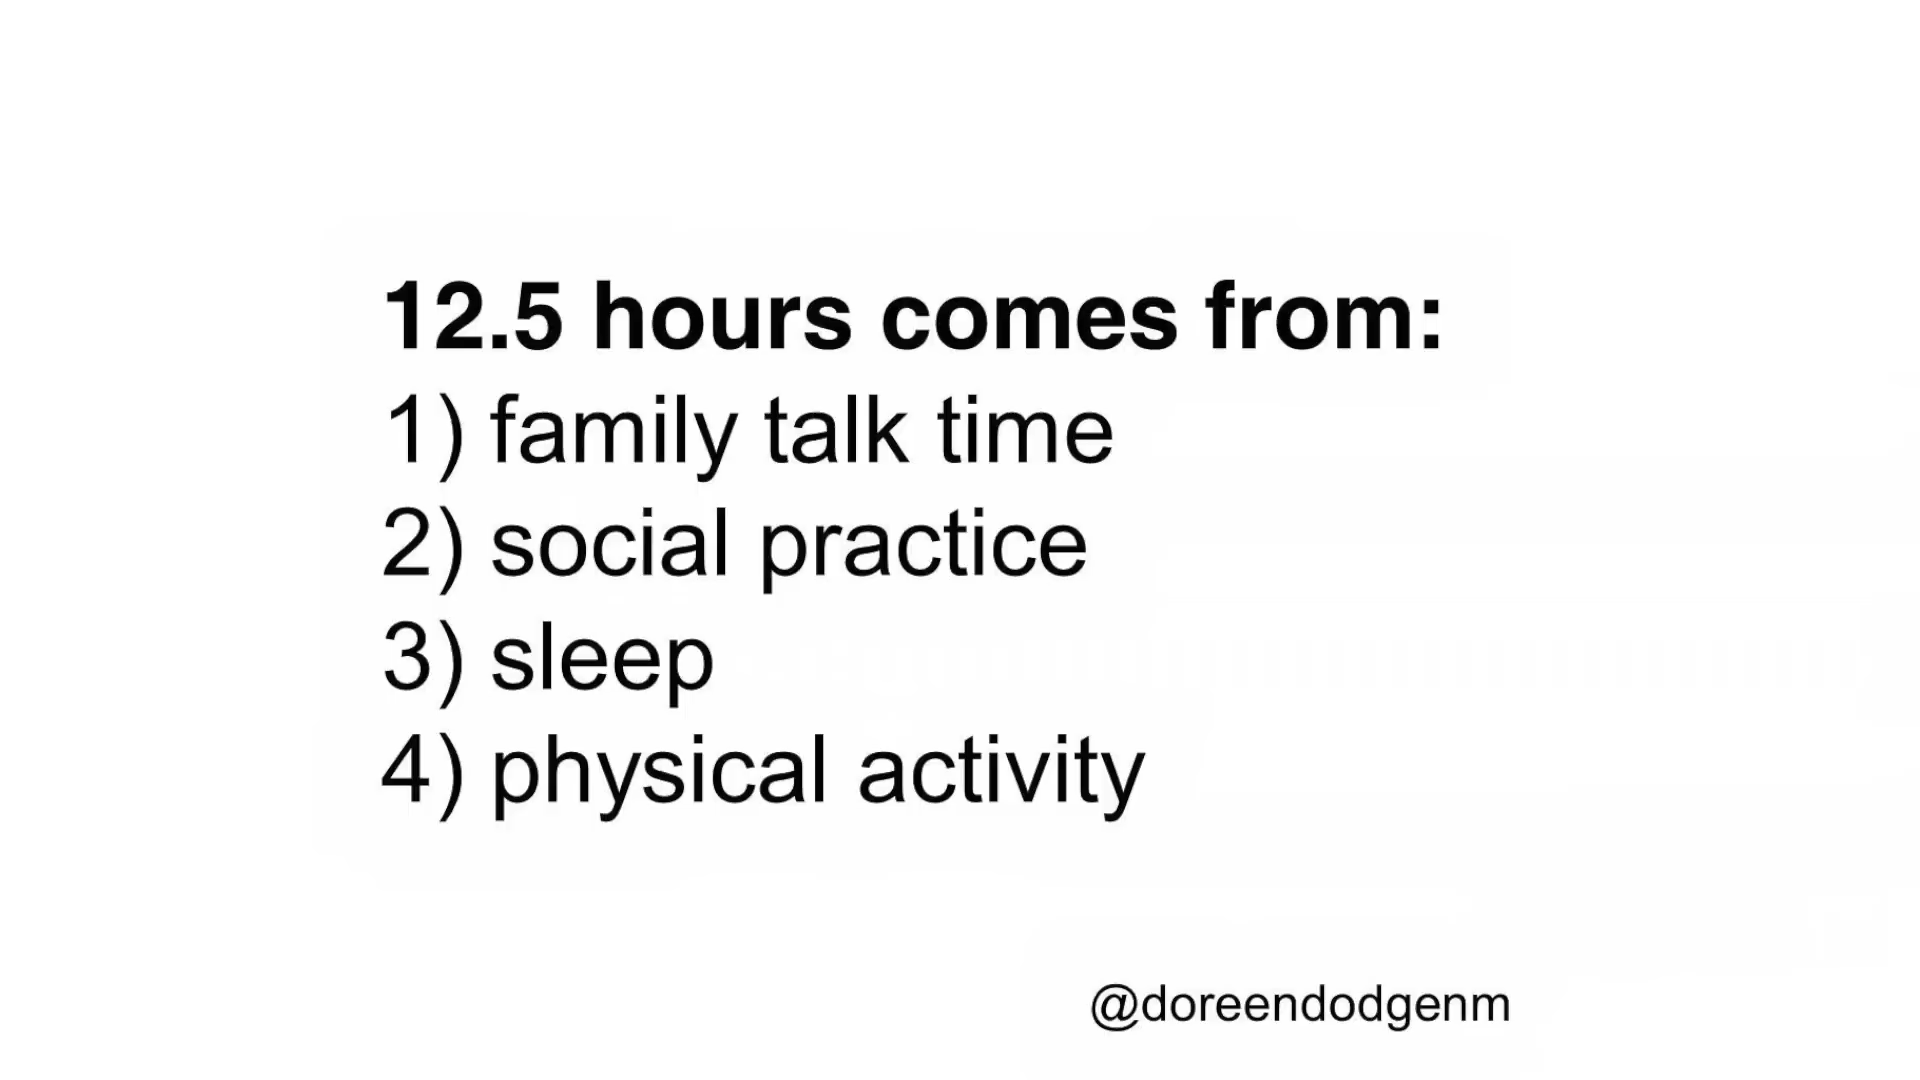 12.5 hours comes from:
1) family talk time
2) social practice
3) sleep
4) physical activity
@doreendodgenm